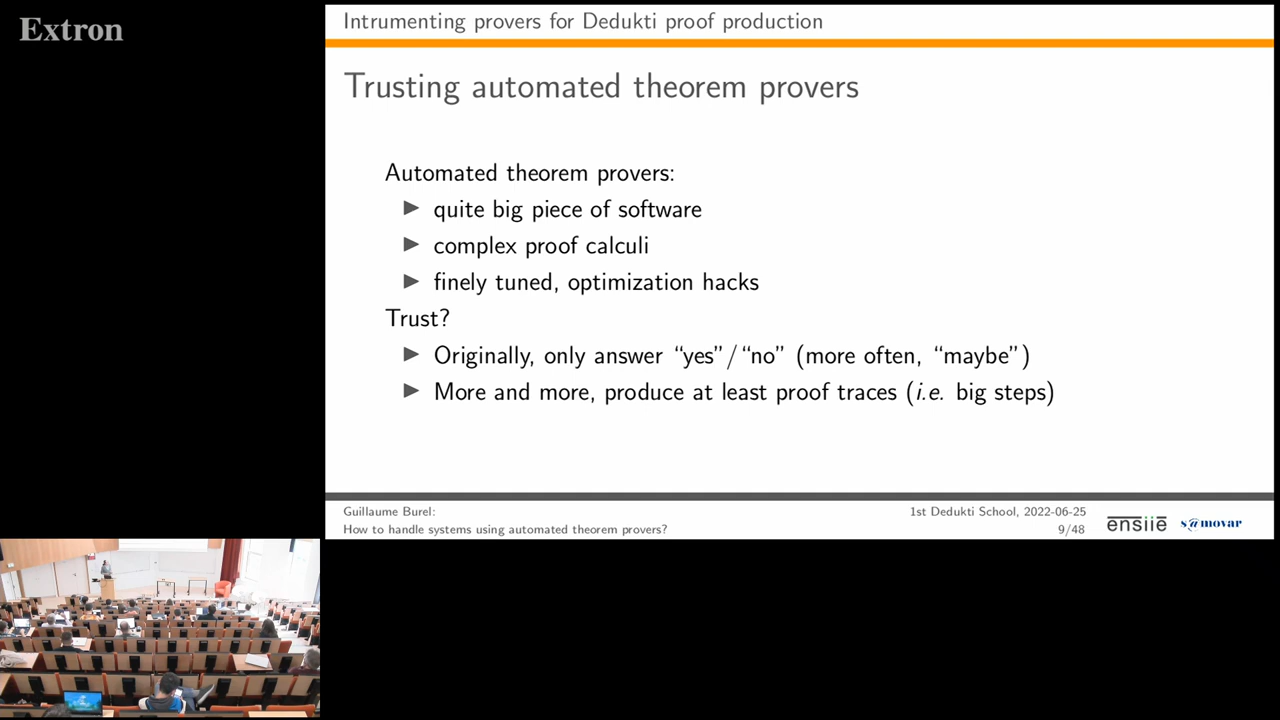 Extron
Intrumenting provers for Dedukti proof production
Trusting automated theorem provers
Automated theorem provers:
▶ quite big piece of software
▶ complex proof calculi
▶ finely tuned, optimization hacks
Trust?
▶ Originally, only answer “yes”/“no” (more often, “maybe”)
▶ More and more, produce at least proof traces (i.e. big steps)
Guillaume Burel:
How to handle systems using automated theorem provers?
1st Dedukti School, 2022-06-25
9/48
ensiie
s@movar